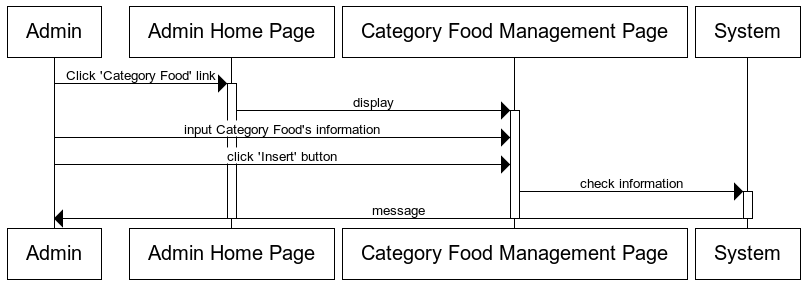 Admin
Admin Home Page
Category Food Management Page
System
Click 'Category Food' link
display
input Category Food's information
click 'Insert' button
check information
message
Admin
Admin Home Page
Category Food Management Page
System